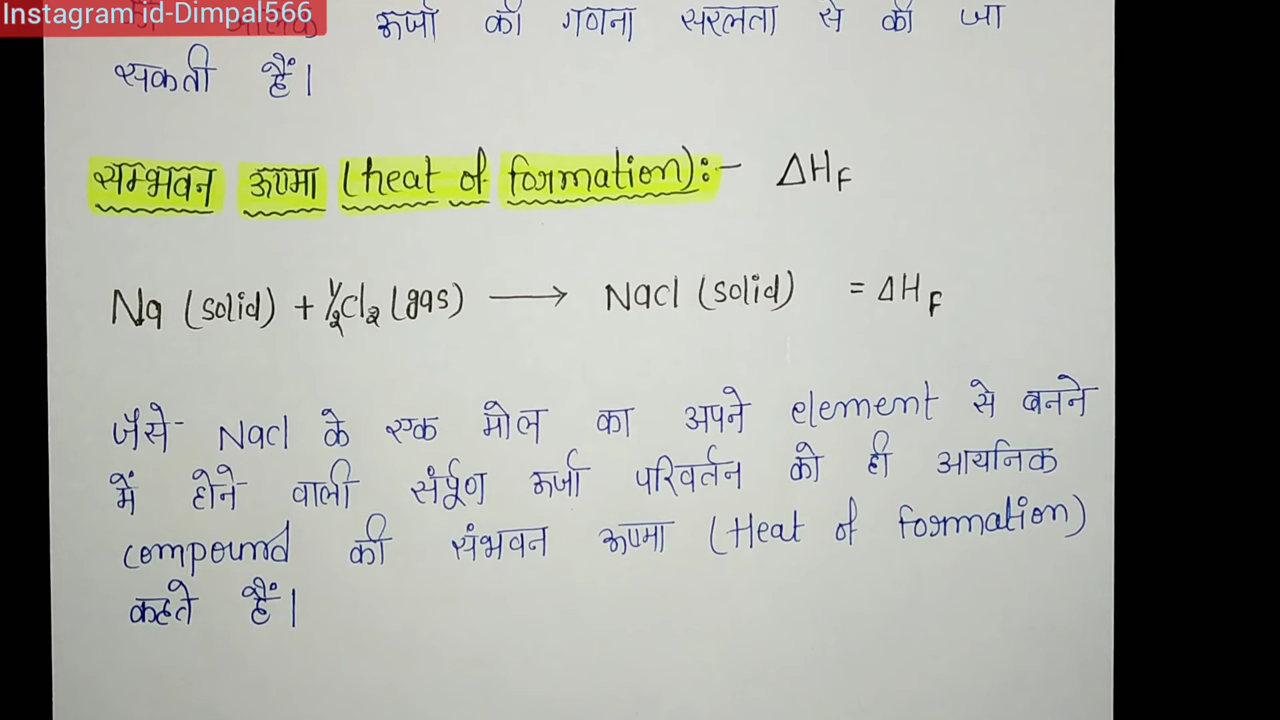 Instagram id-Dimpal566
ऊर्जा की गणना सरलता से की जा
सकती हैं।
सम्भवन ऊष्मा (heat of formation):- ΔHF
Na (solid) + 1/2Cl2 (gas) ⟶ Nacl (solid) = ΔHF
जैसे- Nacl के एक मोल का अपने element से बनने
में होने वाली संर्पूण ऊर्जा परिवर्तन को ही आयनिक
compound की संभवन ऊष्मा (Heat of formation)
कहते हैं।